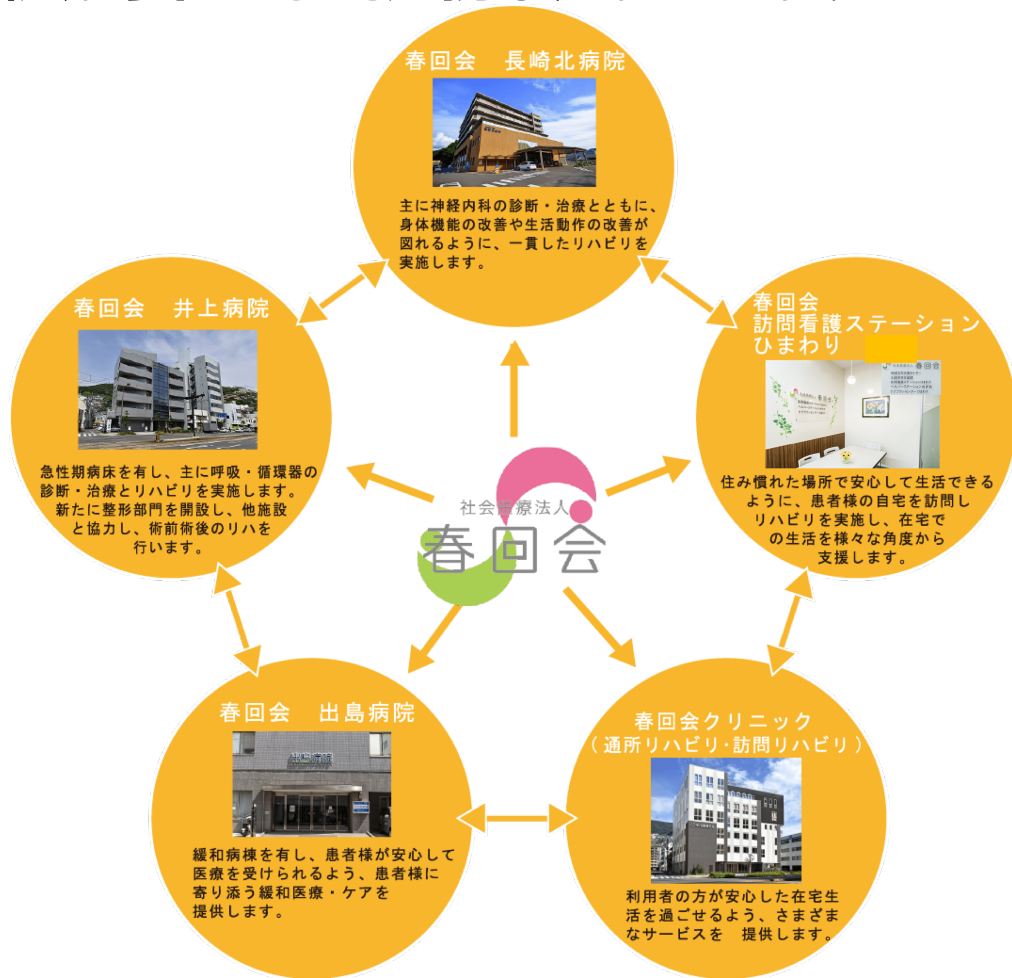 春回会 長崎北病院
主に神経内科の診断・治療とともに、
身体機能の改善や生活動作の改善が
図れるように、一貫したリハビリを
実施します。
春回会 井上病院
急性期病床を有し、主に呼吸・循環器の
診断・治療とリハビリを実施します。
新たに整形部門を開設し、他施設
と協力し、術前術後のリハを
行います。
春回会
訪問看護ステーション
ひまわり
春回会
住み慣れた場所で安心して生活できる
ように、患者様の自宅を訪問し
リハビリを実施し、在宅で
の生活を様々な角度から
支援します。
社会医療法人
春回会
春回会 出島病院
出島病院
緩和病棟を有し、患者様が安心して
医療を受けられるよう、患者様に
寄り添う緩和医療・ケアを
提供します。
春回会クリニック
(通所リハビリ・訪問リハビリ)
利用者の方が安心した在宅生
活を過ごせるよう、さまざま
なサービスを 提供します。